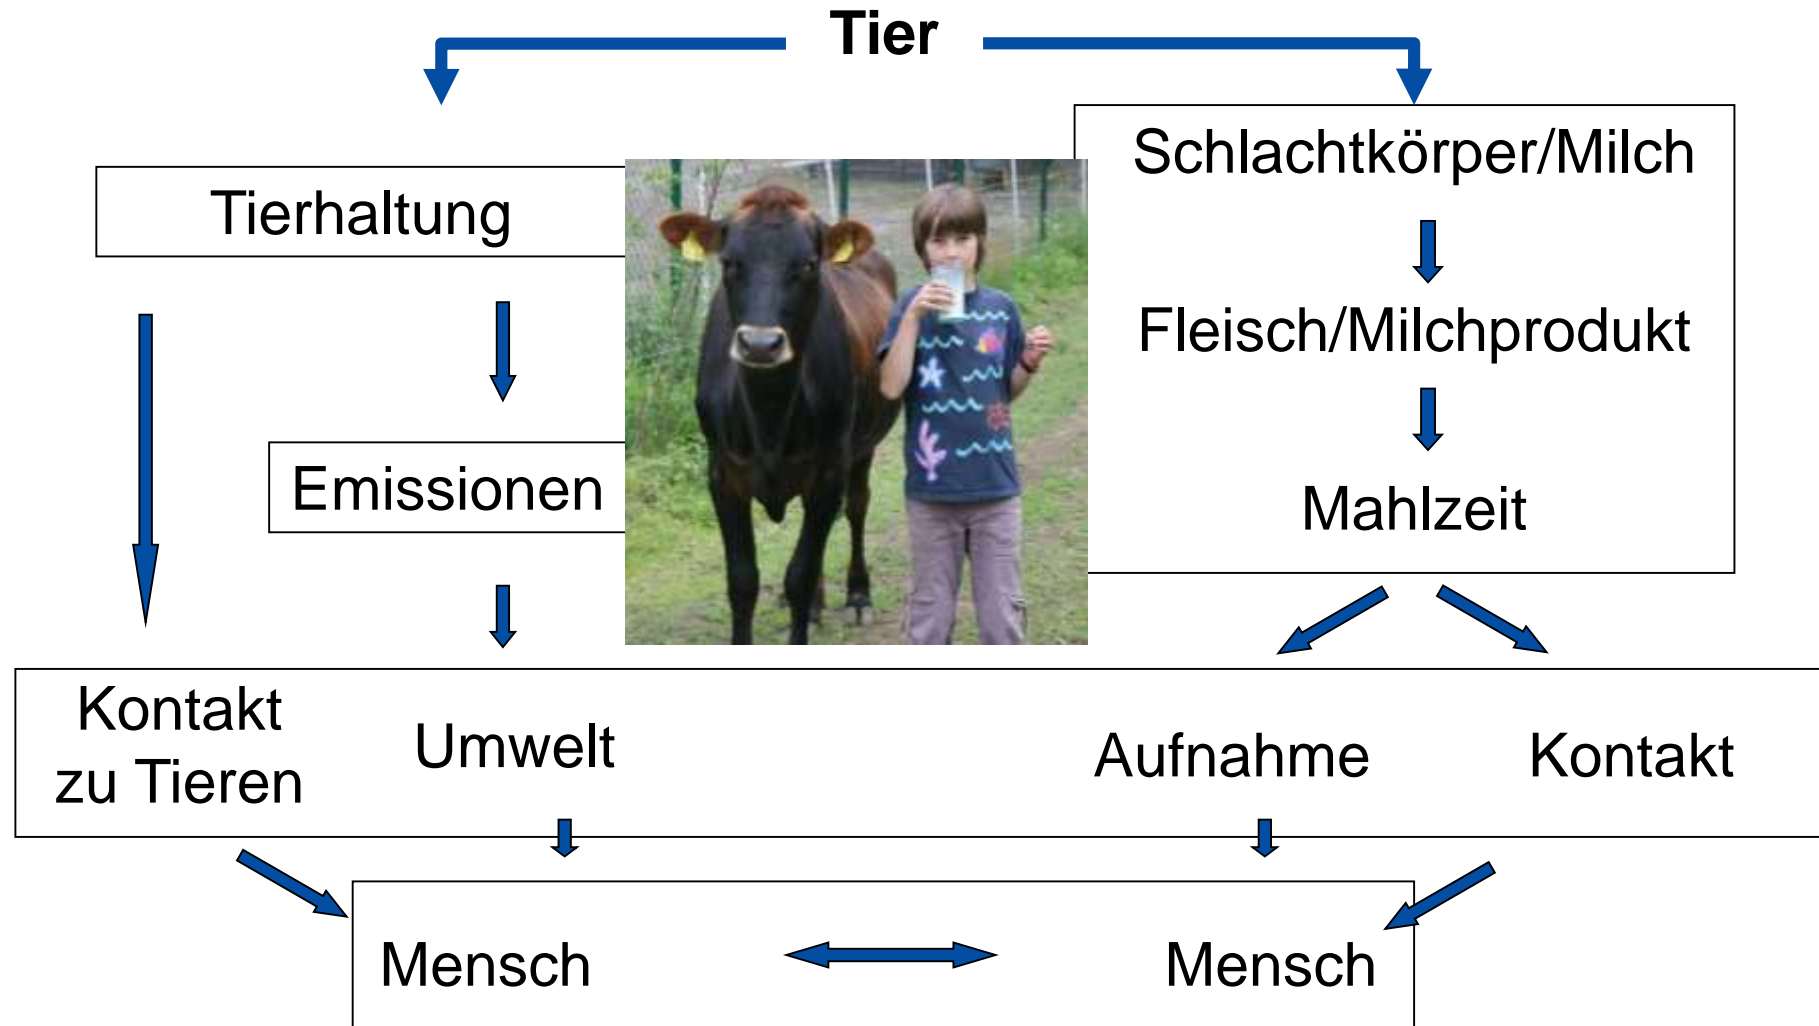 Tier
Tierhaltung
Schlachtkörper/Milch
Fleisch/Milchprodukt
Emissionen
Mahlzeit
Kontakt
zu Tieren
Umwelt
Aufnahme
Kontakt
Mensch
Mensch